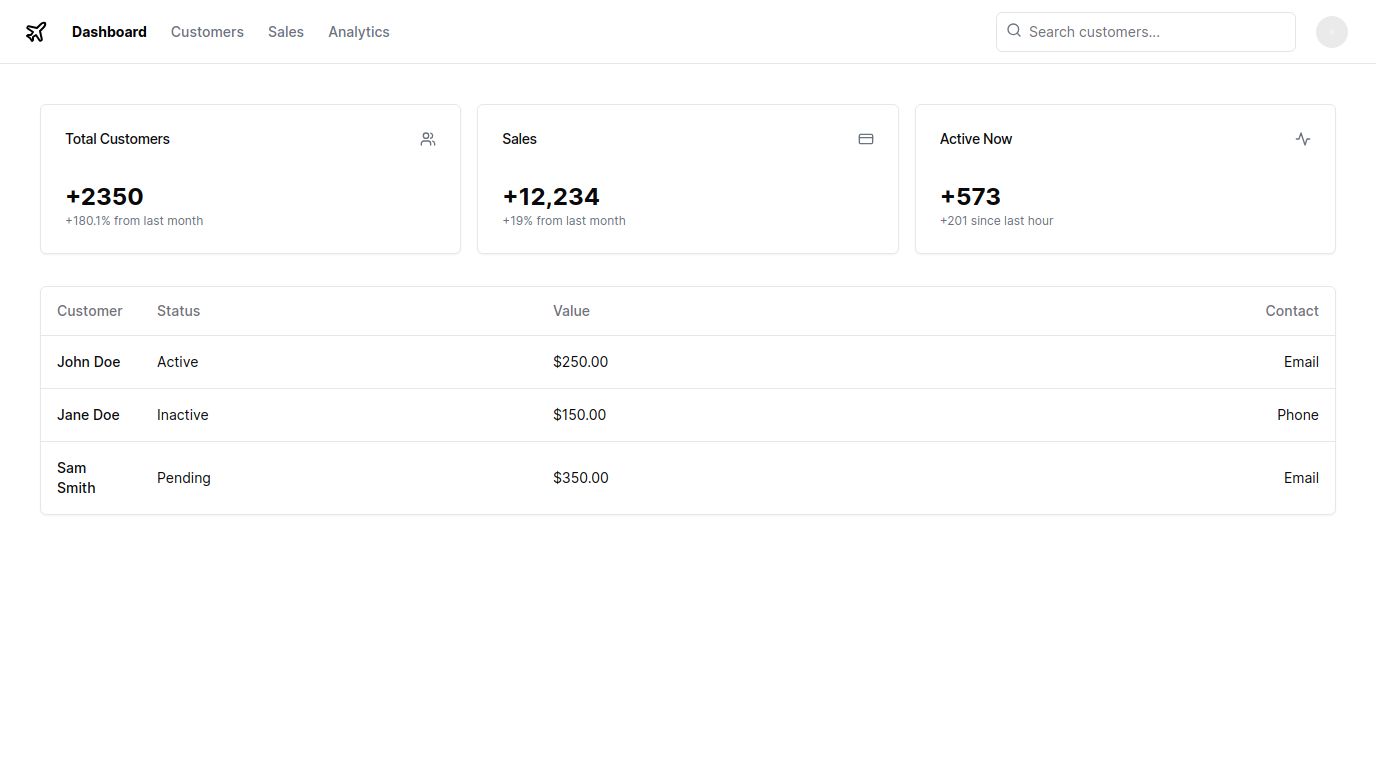 Dashboard Customers Sales Analytics Search customers...
Total Customers
+2350
+180.1% from last month
Sales
+12,234
+19% from last month
Active Now
+573
+201 since last hour
Customer Status Value Contact
John Doe Active $250.00 Email
Jane Doe Inactive $150.00 Phone
Sam
Smith Pending $350.00 Email